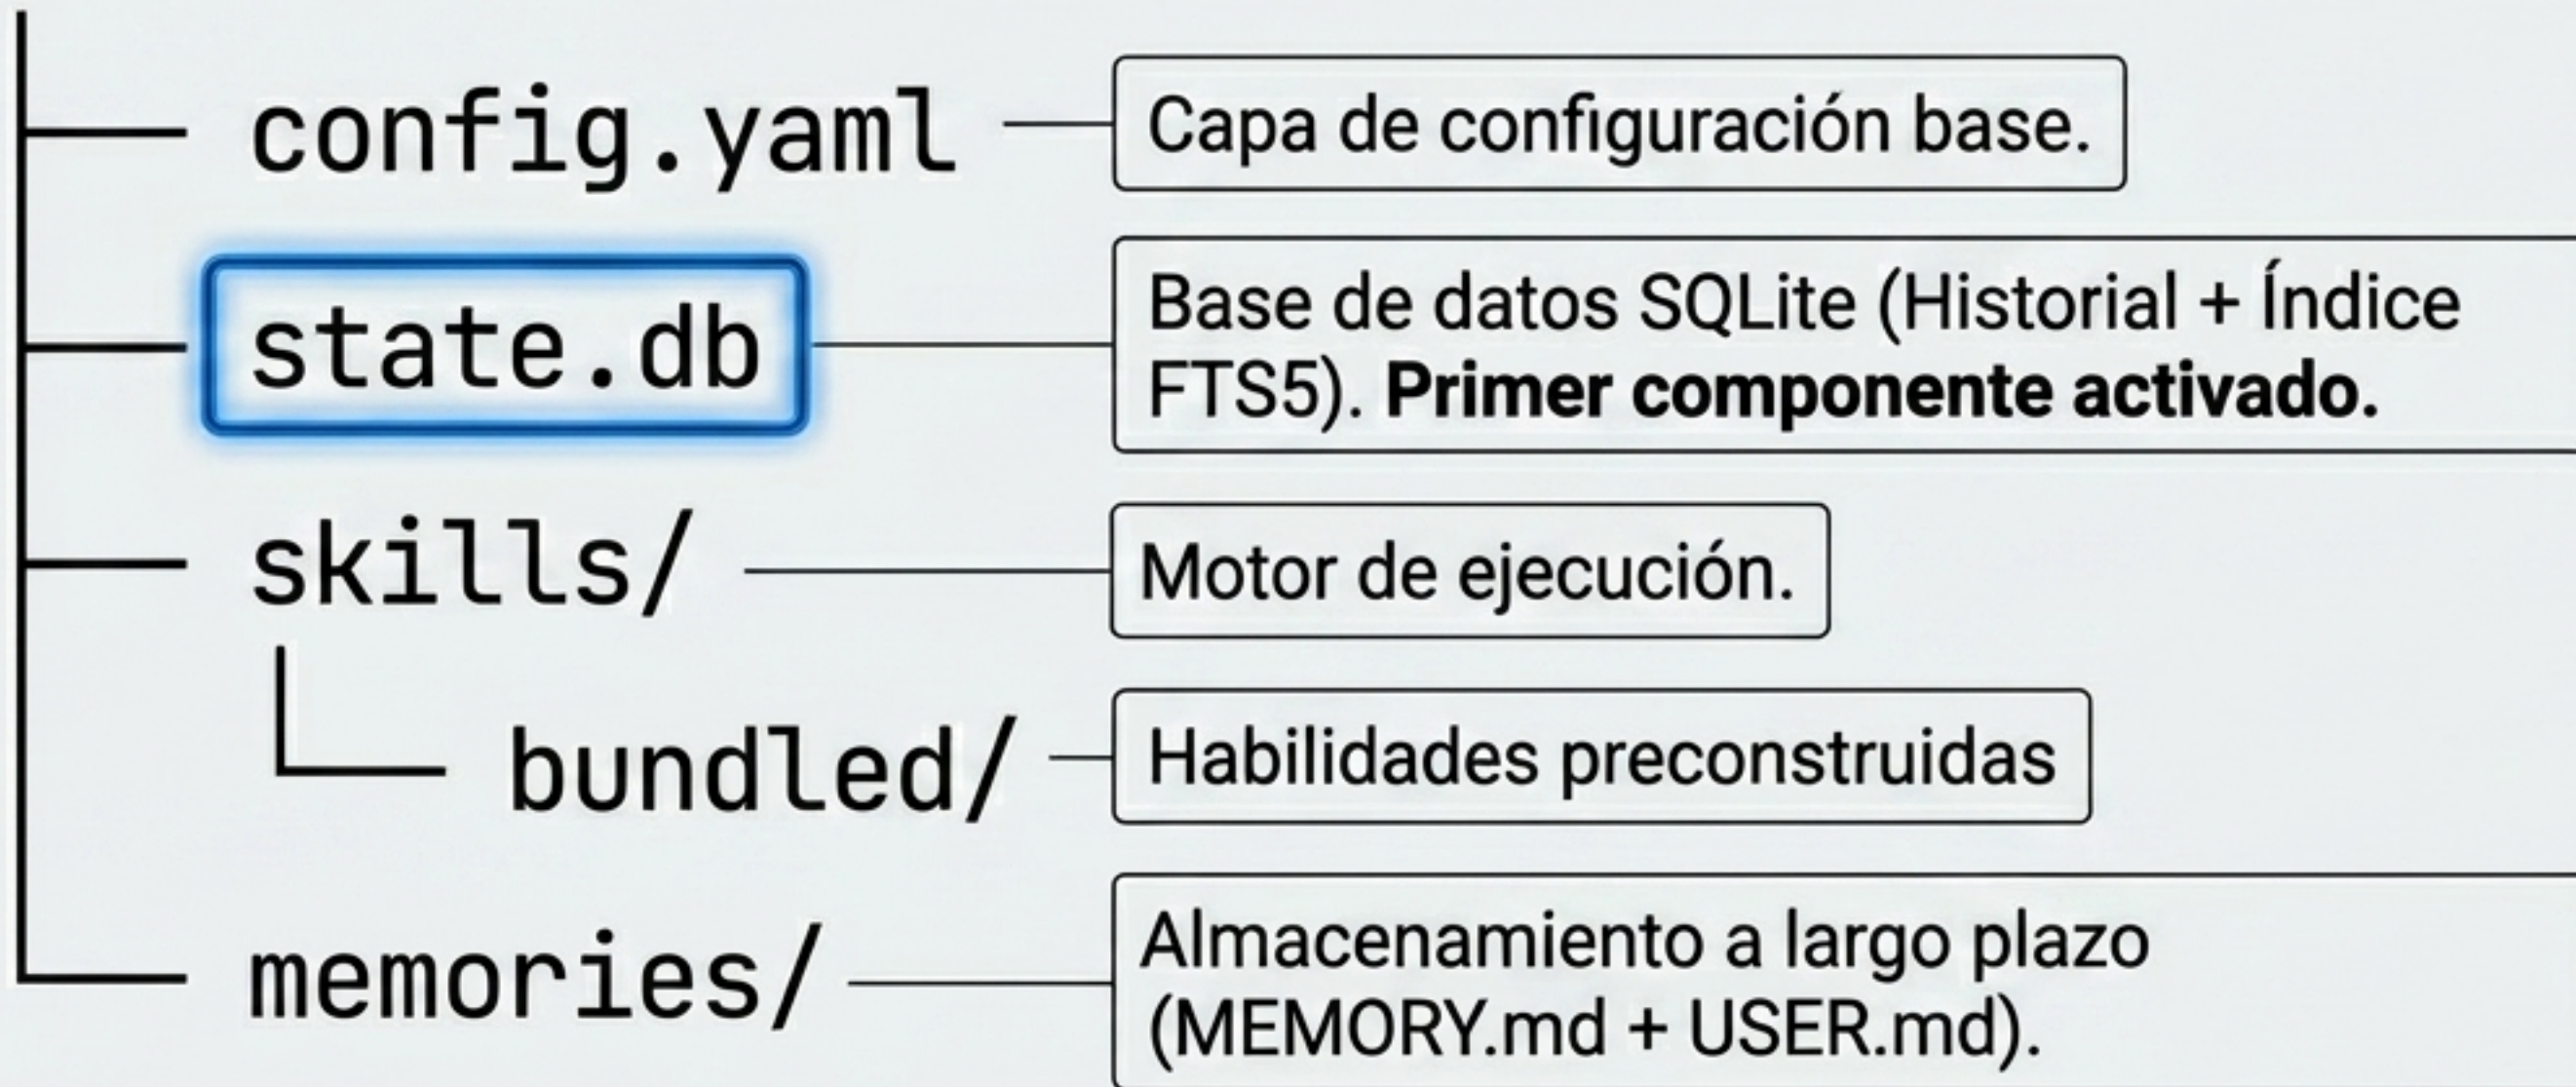 config.yaml
Capa de configuración base.
state.db
Base de datos SQLite (Historial + Índice
FTS5). Primer componente activado.
skills/
Motor de ejecución.
bundled/
Habilidades preconstruidas
memories/
Almacenamiento a largo plazo
(MEMORY.md + USER.md).